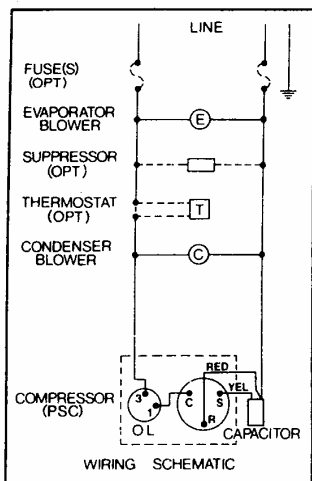 LINE
FUSE(S)
(OPT)
EVAPORATOR
BLOWER
E
SUPPRESSOR
(OPT)
THERMOSTAT
(OPT)
T
CONDENSER
BLOWER
C
RED
YEL
COMPRESSOR
(PSC)
3
1
C
S
R
OL
CAPACITOR
WIRING SCHEMATIC